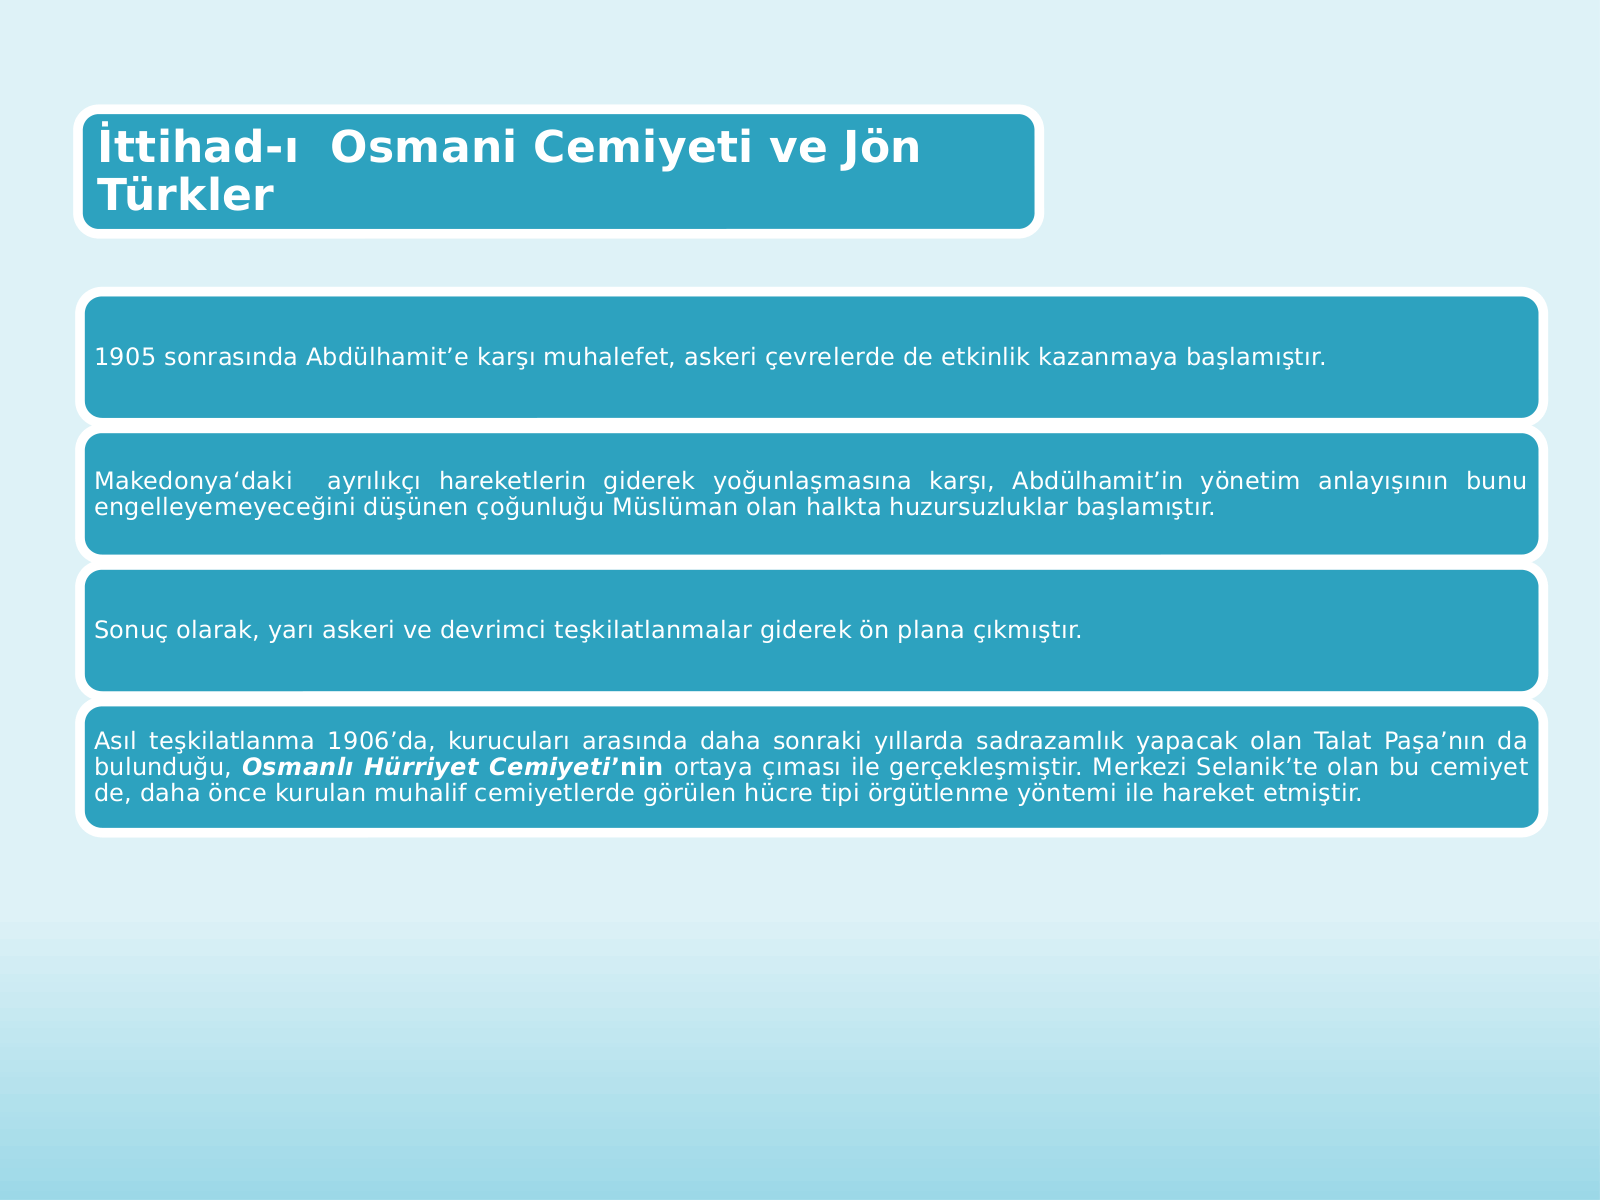 İttihad-ı  Osmani Cemiyeti ve Jön
Türkler
1905 sonrasında Abdülhamit’e karşı muhalefet, askeri çevrelerde de etkinlik kazanmaya başlamıştır.
Makedonya‘daki  ayrılıkçı hareketlerin giderek yoğunlaşmasına karşı, Abdülhamit’in yönetim anlayışının bunu
engelleyemeyeceğini düşünen çoğunluğu Müslüman olan halkta huzursuzluklar başlamıştır.
Sonuç olarak, yarı askeri ve devrimci teşkilatlanmalar giderek ön plana çıkmıştır.
Asıl teşkilatlanma 1906’da, kurucuları arasında daha sonraki yıllarda sadrazamlık yapacak olan Talat Paşa’nın da
bulunduğu, Osmanlı Hürriyet Cemiyeti’nin ortaya çıması ile gerçekleşmiştir. Merkezi Selanik’te olan bu cemiyet
de, daha önce kurulan muhalif cemiyetlerde görülen hücre tipi örgütlenme yöntemi ile hareket etmiştir.